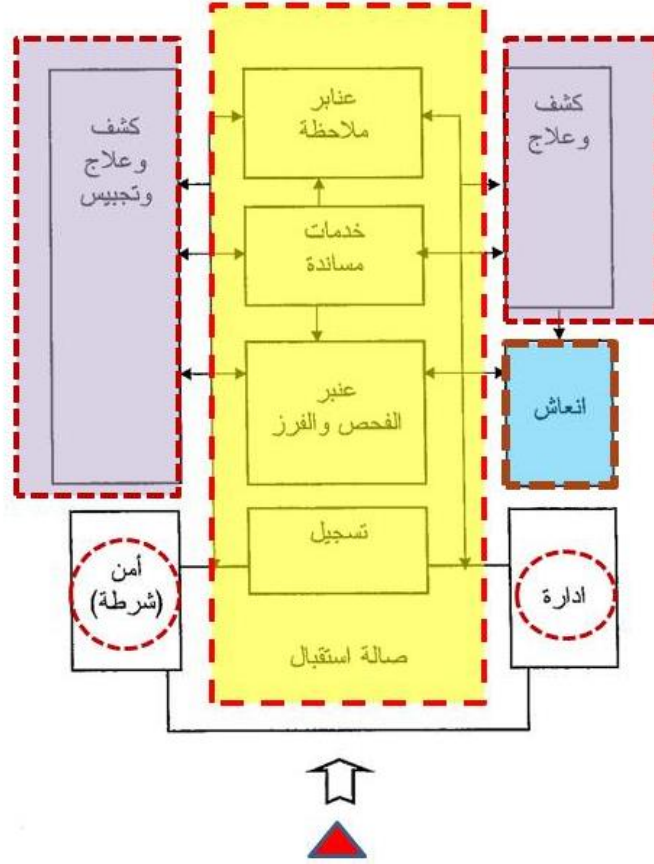 عنابر
ملاحظة
كشف
وعلاج
كشف
وعلاج
وتجبيس
خدمات
مساندة
عنبر
الفحص والفرز
انعاش
تسجيل
ادارة
أمن
(شرطة)
صالة استقبال